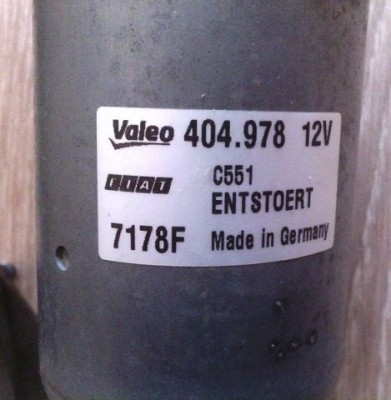 Valeo 404.978 12V
FIAT C551
ENTSTOERT
7178F Made in Germany